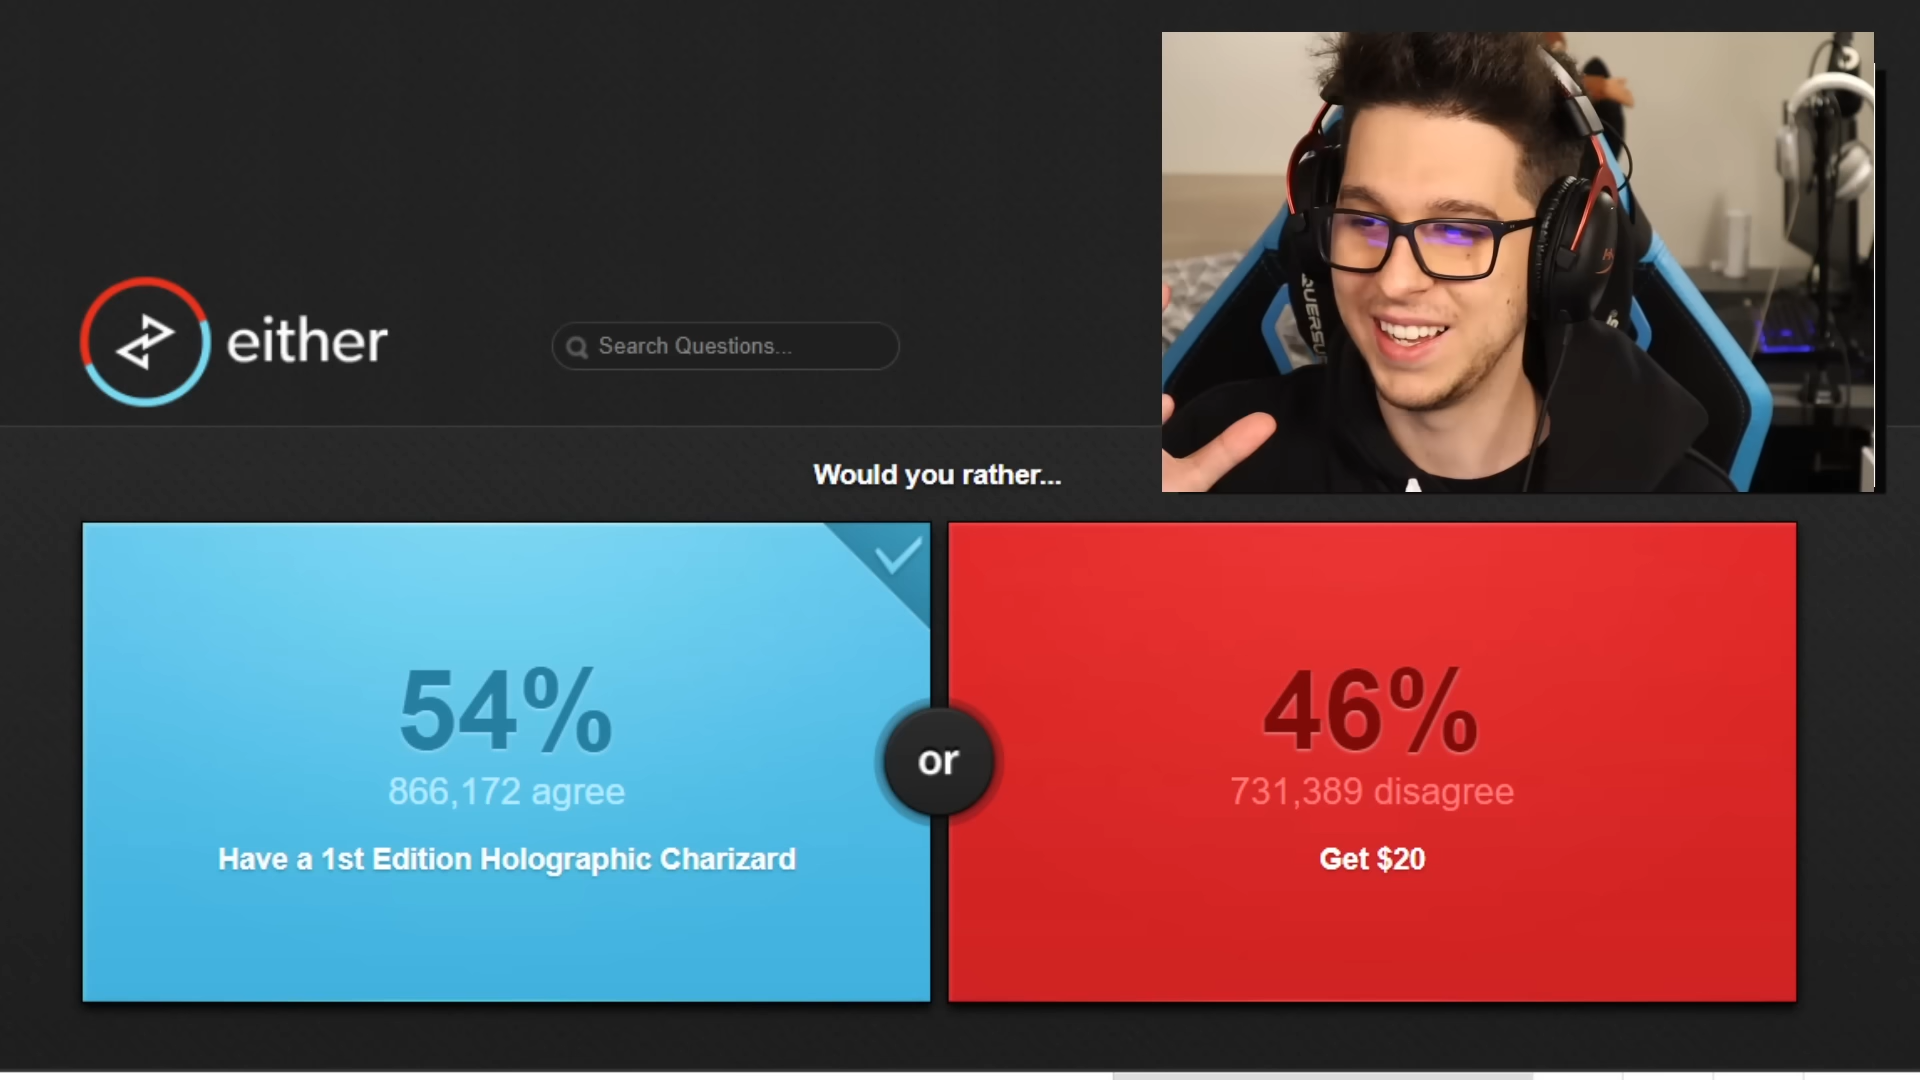 either
Search Questions...
Would you rather...
54%
866,172 agree
Have a 1st Edition Holographic Charizard
or
46%
731,389 disagree
Get $20